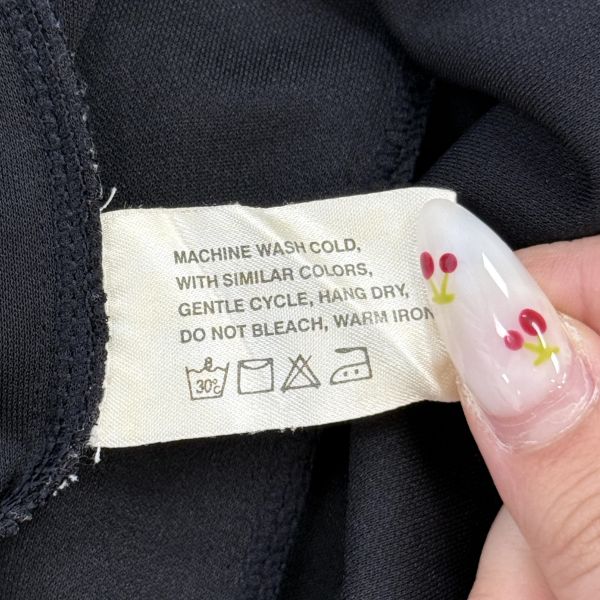 MACHINE WASH COLD,
WITH SIMILAR COLORS,
GENTLE CYCLE, HANG DRY,
DO NOT BLEACH, WARM IRON
30°C